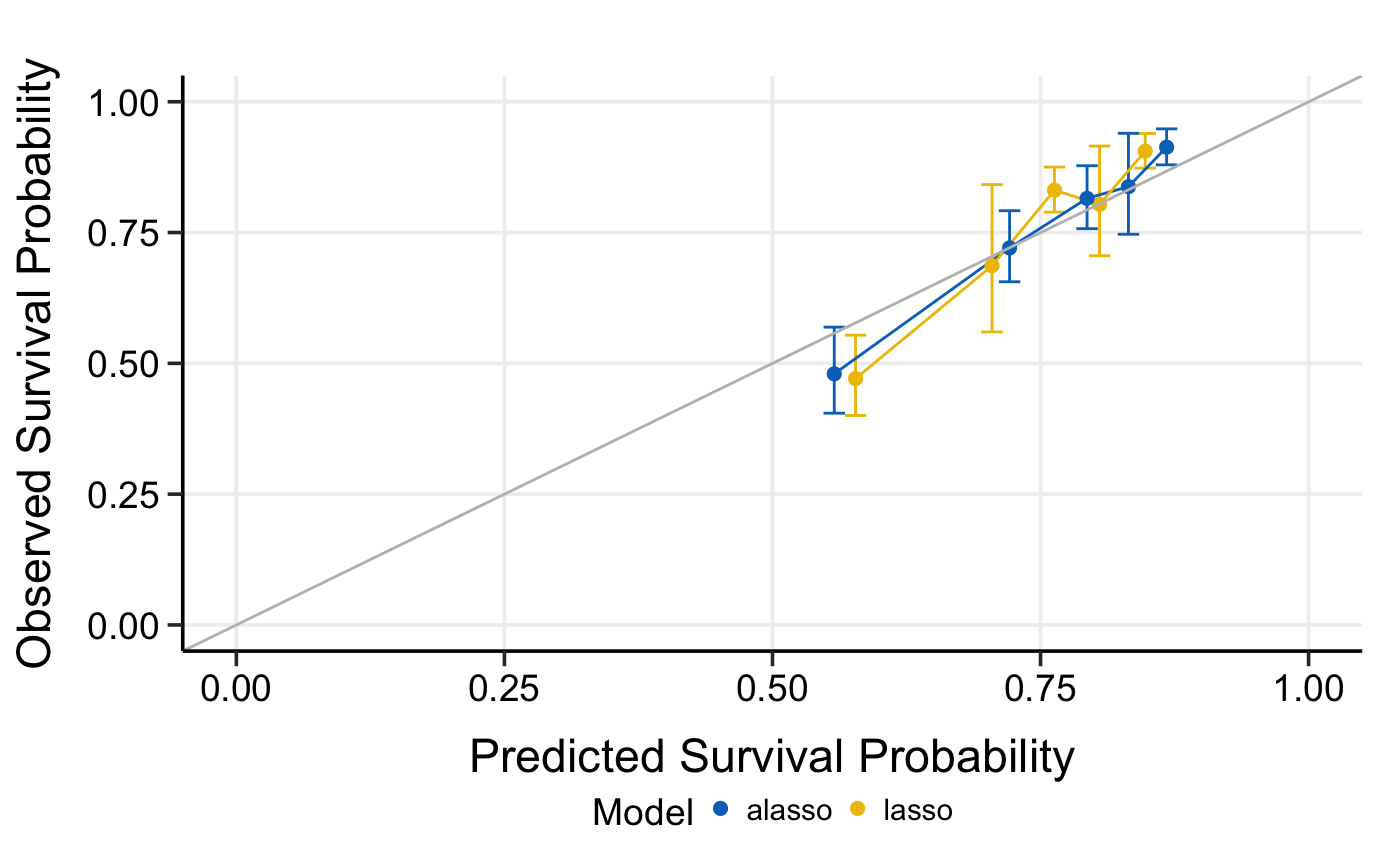 Observed Survival Probability
1.00
0.75
0.50
0.25
0.00
0.00 0.25 0.50 0.75 1.00
Predicted Survival Probability
Model alasso lasso